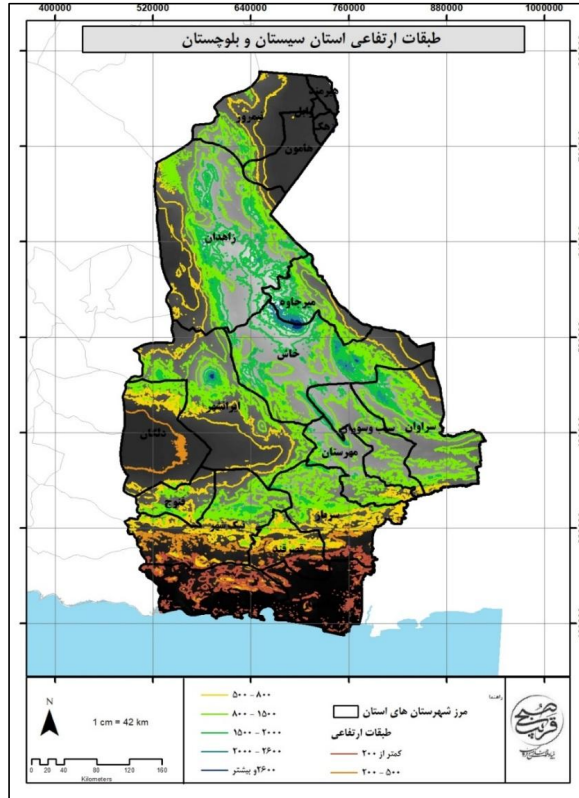 طبقات ارتفاعی استان سیستان و بلوچستان
400000 520000 640000 760000 880000 1000000
هیرمند
زابل
نیمروز
زهک
هامون
زاهدان
میرجاوه
خاش
ایرانشهر
دلگان
سیب وسوران
سراوان
مهرستان
فنوج
سرباز
نیکشهر
قصرقند
N
1 cm = 42 km
0 20 40 80 120 160
Kilometers
۵۰۰ - ۸۰۰
۸۰۰ - ۱۵۰۰
۱۵۰۰ - ۲۰۰۰
۲۰۰۰ - ۲۶۰۰
۲۶۰۰و بیشتر
راهنما
مرز شهرستان های استان
طبقات ارتفاعی
کمتر از ۲۰۰
۲۰۰ - ۵۰۰